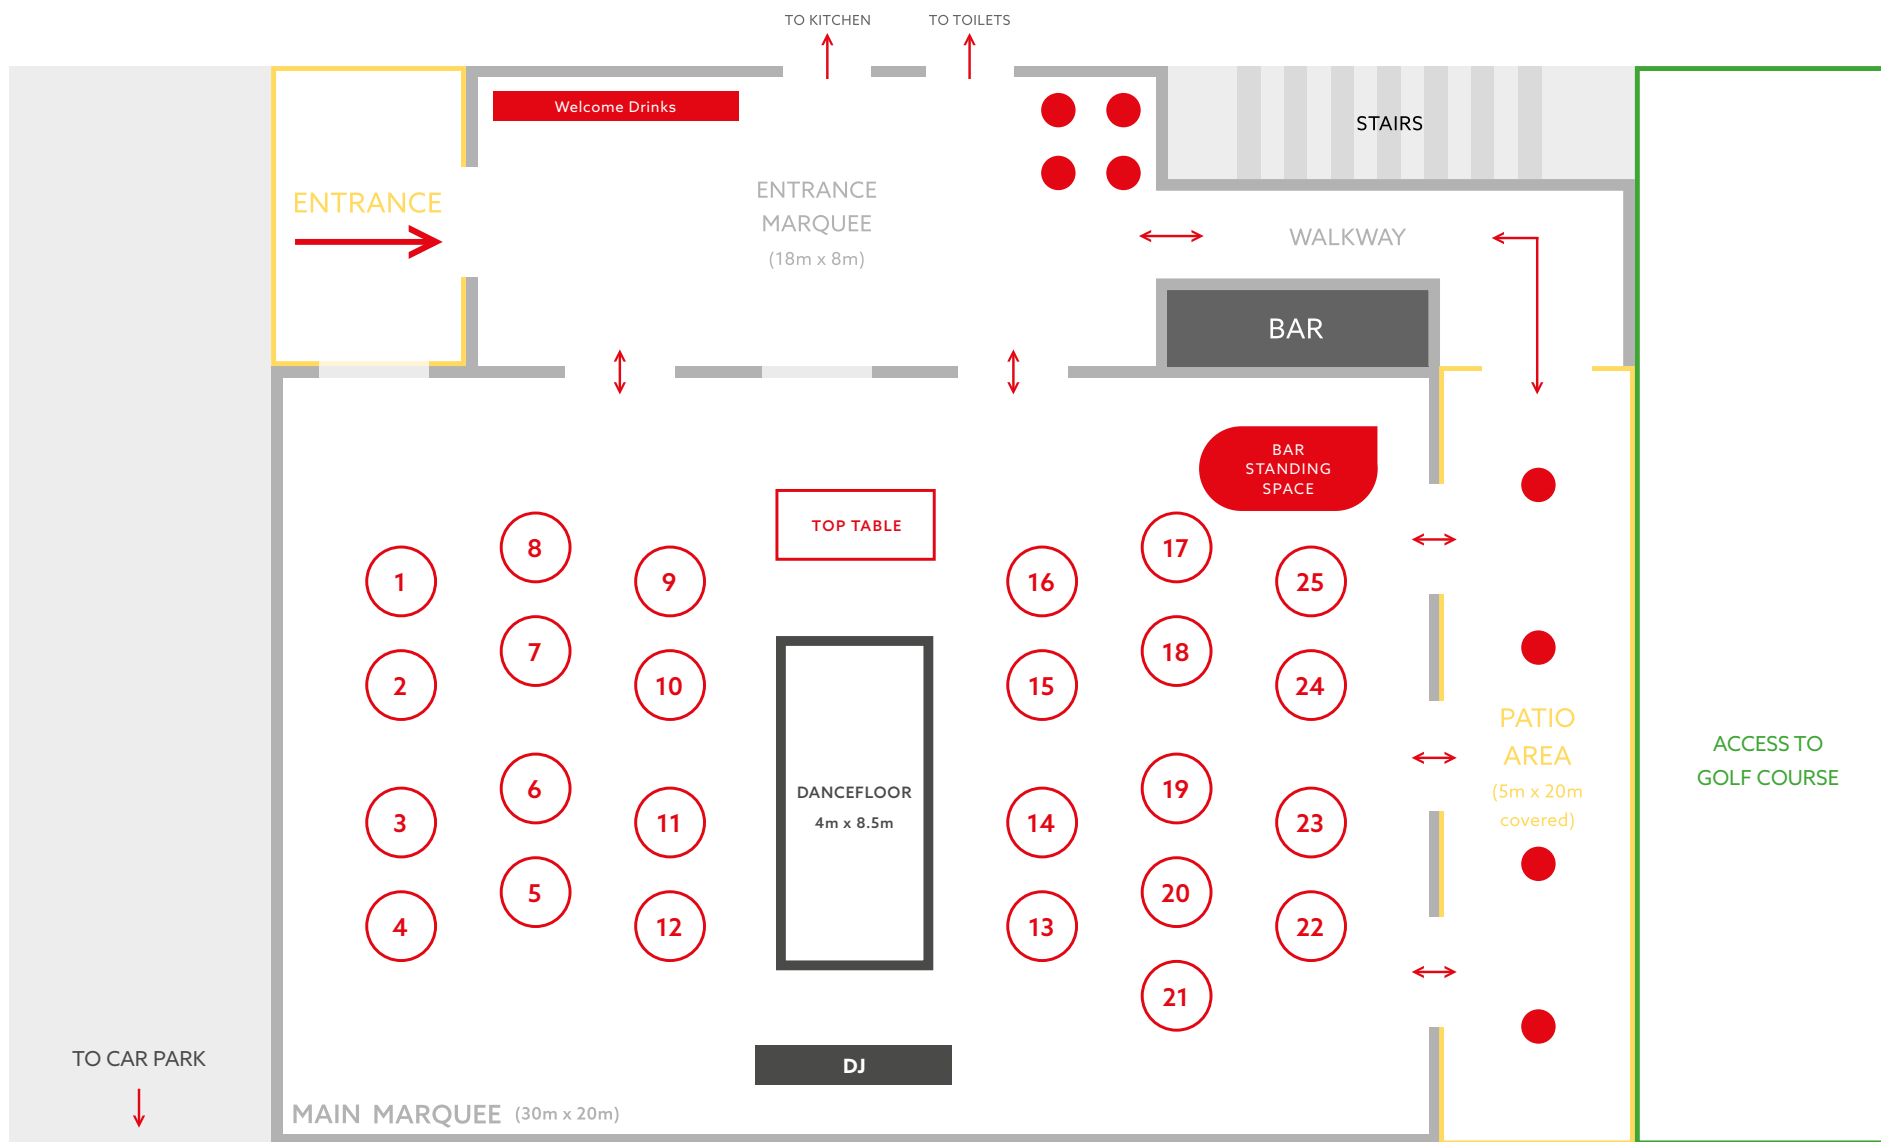 TO KITCHEN
TO TOILETS
Welcome Drinks
STAIRS
ENTRANCE
ENTRANCE
MARQUEE
(18m x 8m)
WALKWAY
BAR
BAR
STANDING
SPACE
TOP TABLE
8
17
1
9
16
25
7
18
2
10
15
24
PATIO
AREA
(5m x 20m
covered)
ACCESS TO
GOLF COURSE
6
19
DANCEFLOOR
4m x 8.5m
3
11
14
23
5
20
4
12
13
22
21
TO CAR PARK
DJ
MAIN MARQUEE (30m x 20m)